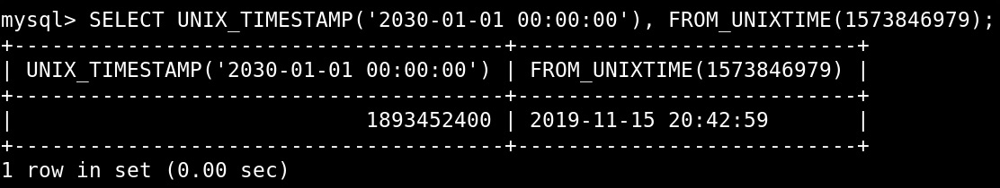 mysql> SELECT UNIX_TIMESTAMP('2030-01-01 00:00:00'), FROM_UNIXTIME(1573846979);
+---------------------------------------+---------------------------+
| UNIX_TIMESTAMP('2030-01-01 00:00:00') | FROM_UNIXTIME(1573846979) |
+---------------------------------------+---------------------------+
|                            1893452400 | 2019-11-15 20:42:59       |
+---------------------------------------+---------------------------+
1 row in set (0.00 sec)